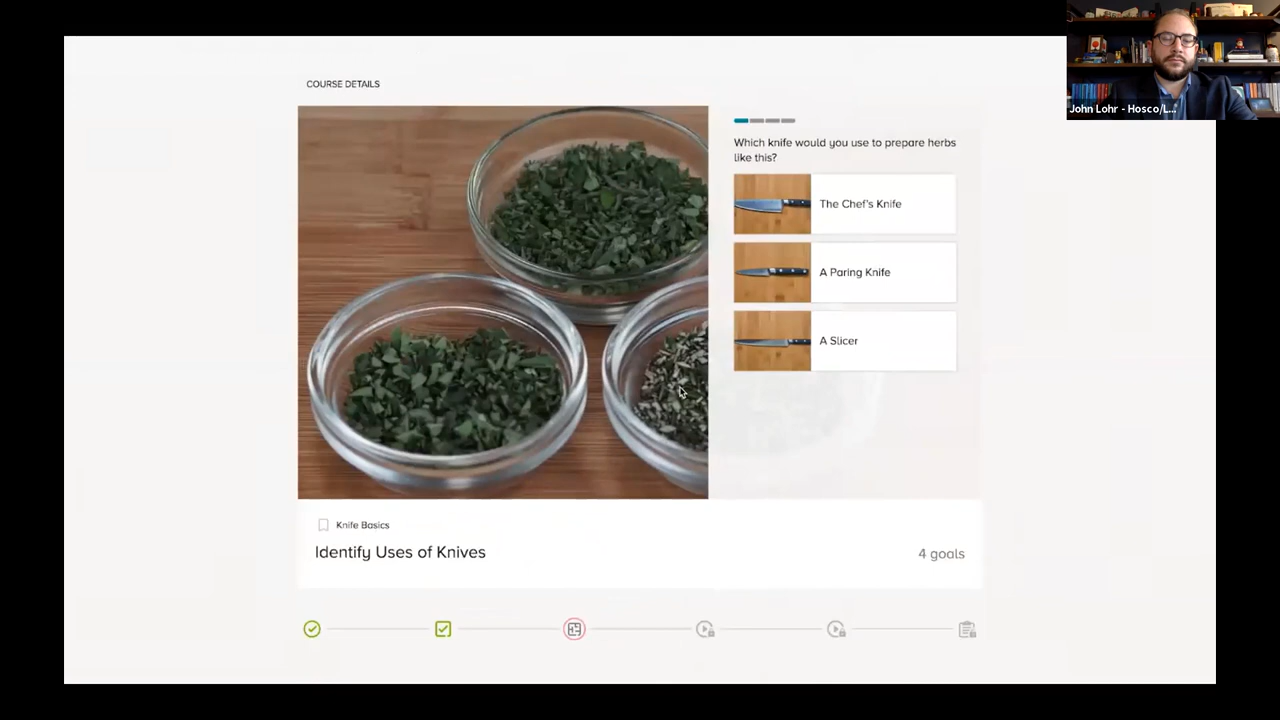 COURSE DETAILS
John Lohr - Hosco/L...
Which knife would you use to prepare herbs
like this?
The Chef's Knife
A Paring Knife
A Slicer
Knife Basics
Identify Uses of Knives
4 goals